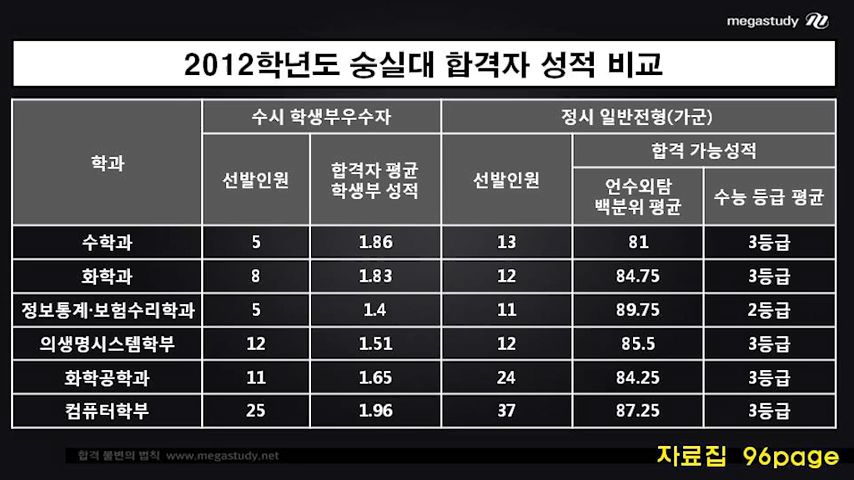 megastudy
2012학년도 숭실대 합격자 성적 비교
학과 수시 학생부우수자 정시 일반전형(가군)
선발인원 합격자 평균 학생부 성적 선발인원 합격 가능성적
언수외탐 백분위 평균 수능 등급 평균
수학과 5 1.86 13 81 3등급
화학과 8 1.83 12 84.75 3등급
정보통계·보험수리학과 5 1.4 11 89.75 2등급
의생명시스템학부 12 1.51 12 85.5 3등급
화학공학과 11 1.65 24 84.25 3등급
컴퓨터학부 25 1.96 37 87.25 3등급
합격 불변의 법칙 www.megastudy.net
자료집 96page